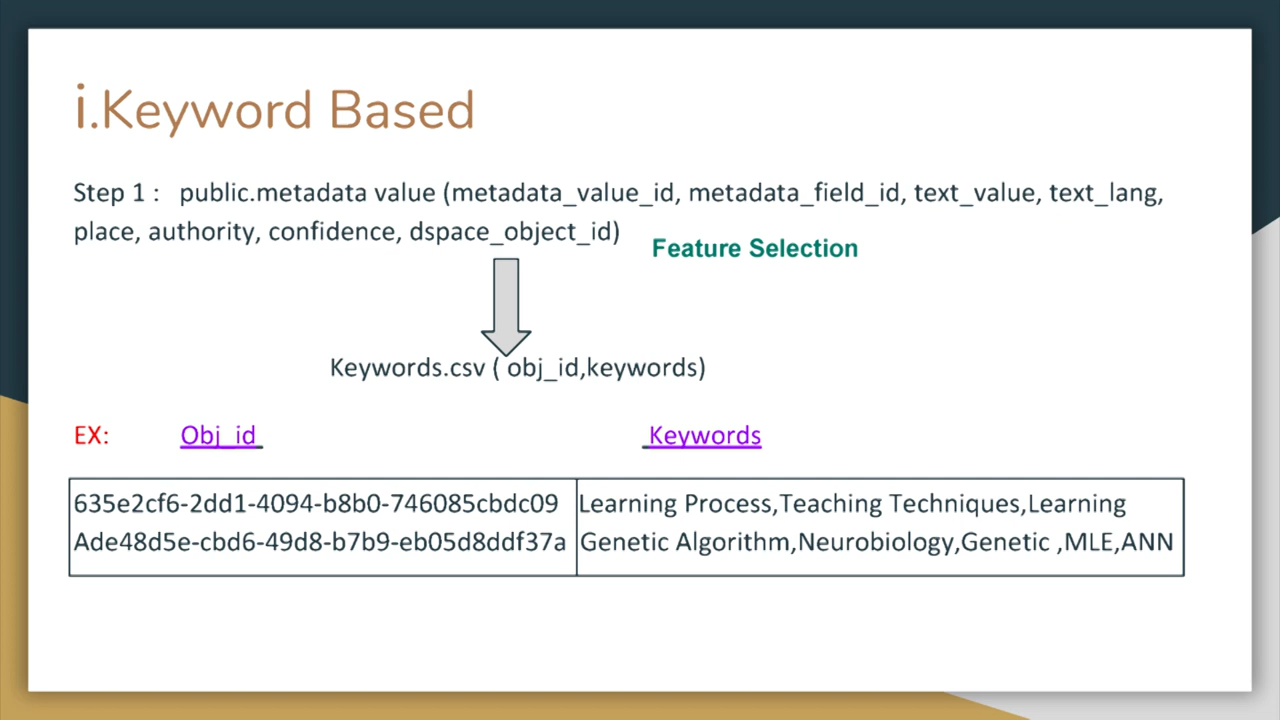 i.Keyword Based
Step 1 : public.metadata value (metadata_value_id, metadata_field_id, text_value, text_lang,
place, authority, confidence, dspace_object_id)
Feature Selection
Keywords.csv ( obj_id,keywords)
EX: Obj_id Keywords
635e2cf6-2dd1-4094-b8b0-746085cbdc09 Learning Process,Teaching Techniques,Learning
Ade48d5e-cbd6-49d8-b7b9-eb05d8ddf37a Genetic Algorithm,Neurobiology,Genetic ,MLE,ANN